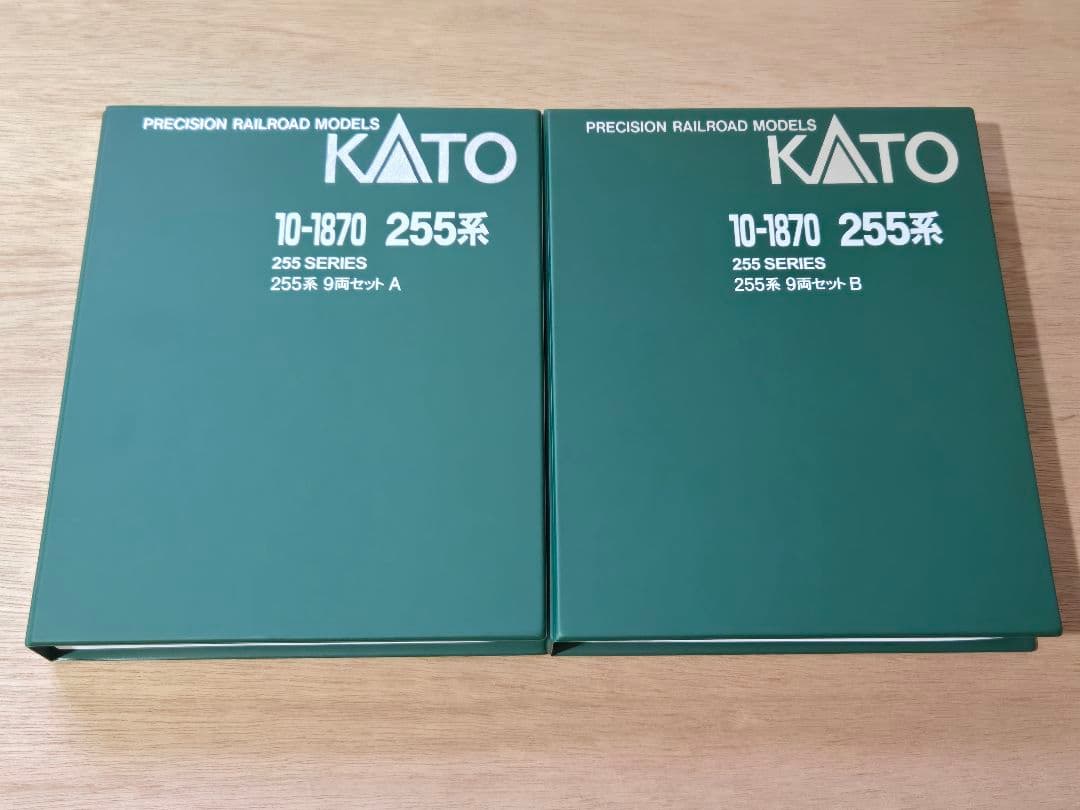 PRECISION RAILROAD MODELS
KATO
10-1870 255系
255 SERIES
255系 9両セット A
PRECISION RAILROAD MODELS
KATO
10-1870 255系
255 SERIES
255系 9両セット B